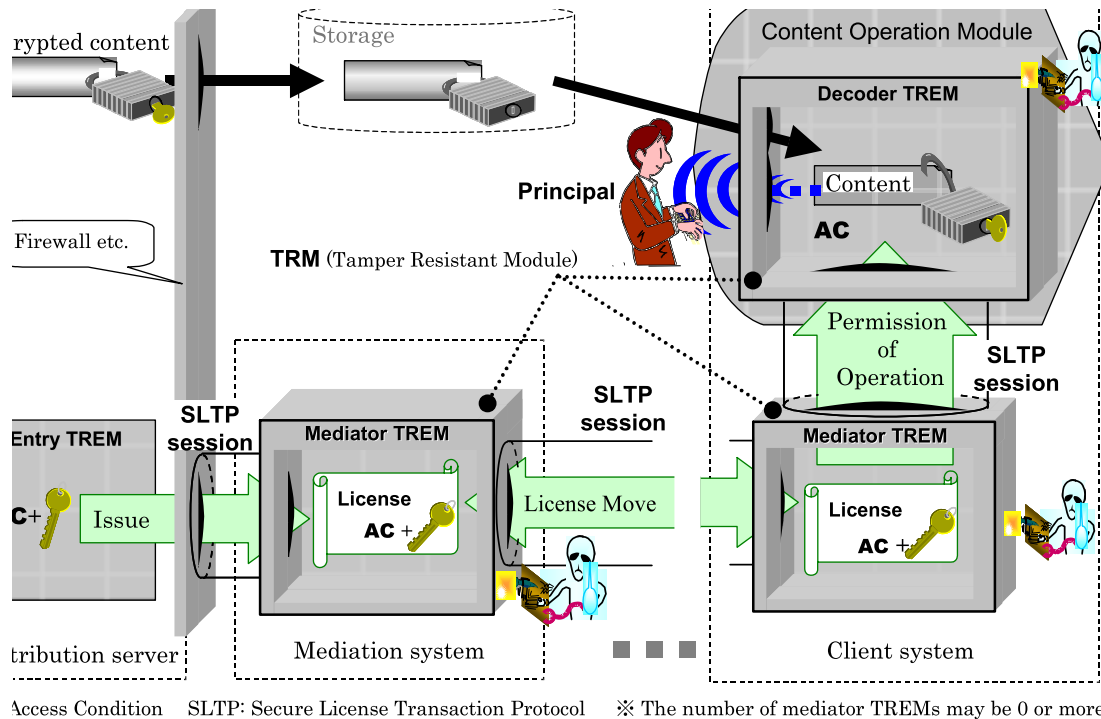 rypted content
Storage
Content Operation Module
Decoder TREM
Principal
Content
AC
Firewall etc.
TRM (Tamper Resistant Module)
Permission
of
Operation
SLTP
session
SLTP
session
SLTP
session
Entry TREM
Mediator TREM
Mediator TREM
C+
Issue
License
AC +
License Move
License
AC +
tribution server
Mediation system
Client system
Access Condition SLTP: Secure License Transaction Protocol ※ The number of mediator TREMs may be 0 or more